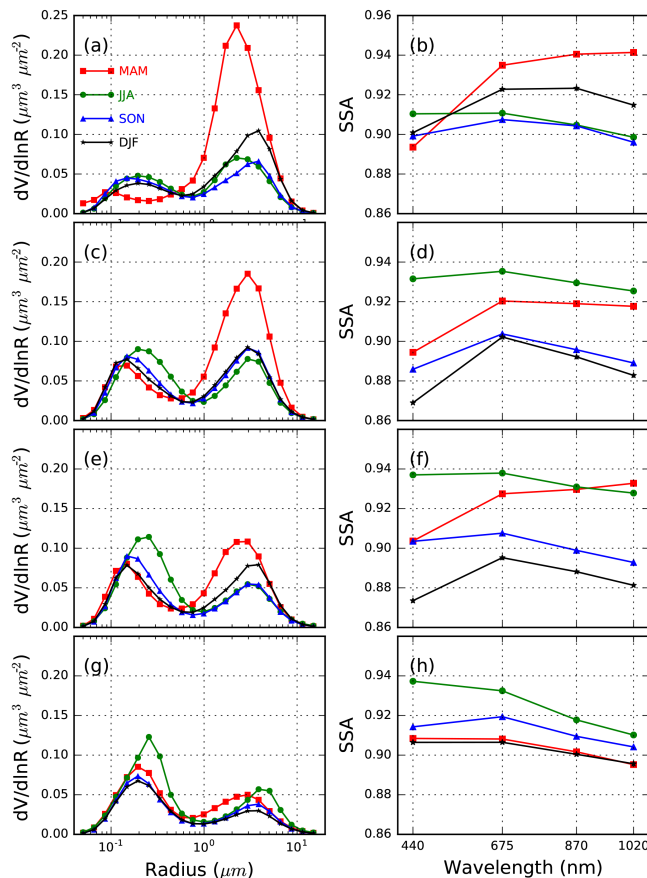 (a)
MAM
JJA
SON
DJF
dV/dlnR (μm³ μm⁻²)
0.25
0.20
0.15
0.10
0.05
0.00
(b)
SSA
0.96
0.94
0.92
0.90
0.88
0.86
(c)
dV/dlnR (μm³ μm⁻²)
0.20
0.15
0.10
0.05
0.00
(d)
SSA
0.94
0.92
0.90
0.88
0.86
(e)
dV/dlnR (μm³ μm⁻²)
0.20
0.15
0.10
0.05
0.00
(f)
SSA
0.94
0.92
0.90
0.88
0.86
(g)
dV/dlnR (μm³ μm⁻²)
0.20
0.15
0.10
0.05
0.00
10⁻¹ 10⁰ 10¹
Radius (μm)
(h)
SSA
0.94
0.92
0.90
0.88
0.86
440 675 870 1020
Wavelength (nm)